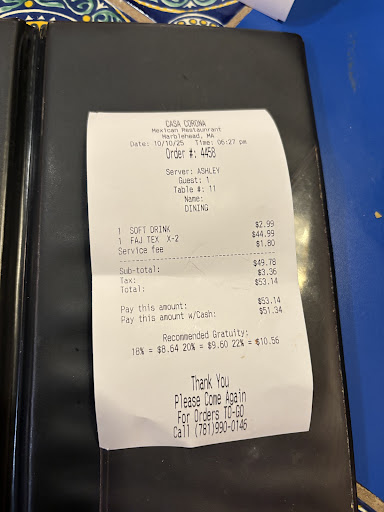 CASA CORONA
Mexican Restaunrant
Marblehead, MA
Date: 10/10/25 Time: 06:27 pm
Order #: 4458
Server: ASHLEY
Guest: 1
Table #: 11
Name:
DINING
1 SOFT DRINK $2.99
1 FAJ TEX X-2 $44.99
Service fee $1.80
Sub-total: $49.78
Tax: $3.36
Total: $53.14
Pay this amount: $53.14
Pay this amount w/Cash: $51.34
Recommended Gratuity:
18% = $8.64 20% = $9.60 22% = $10.56
Thank You
Please Come Again
For Orders TO-GO
Call (781)990-0146